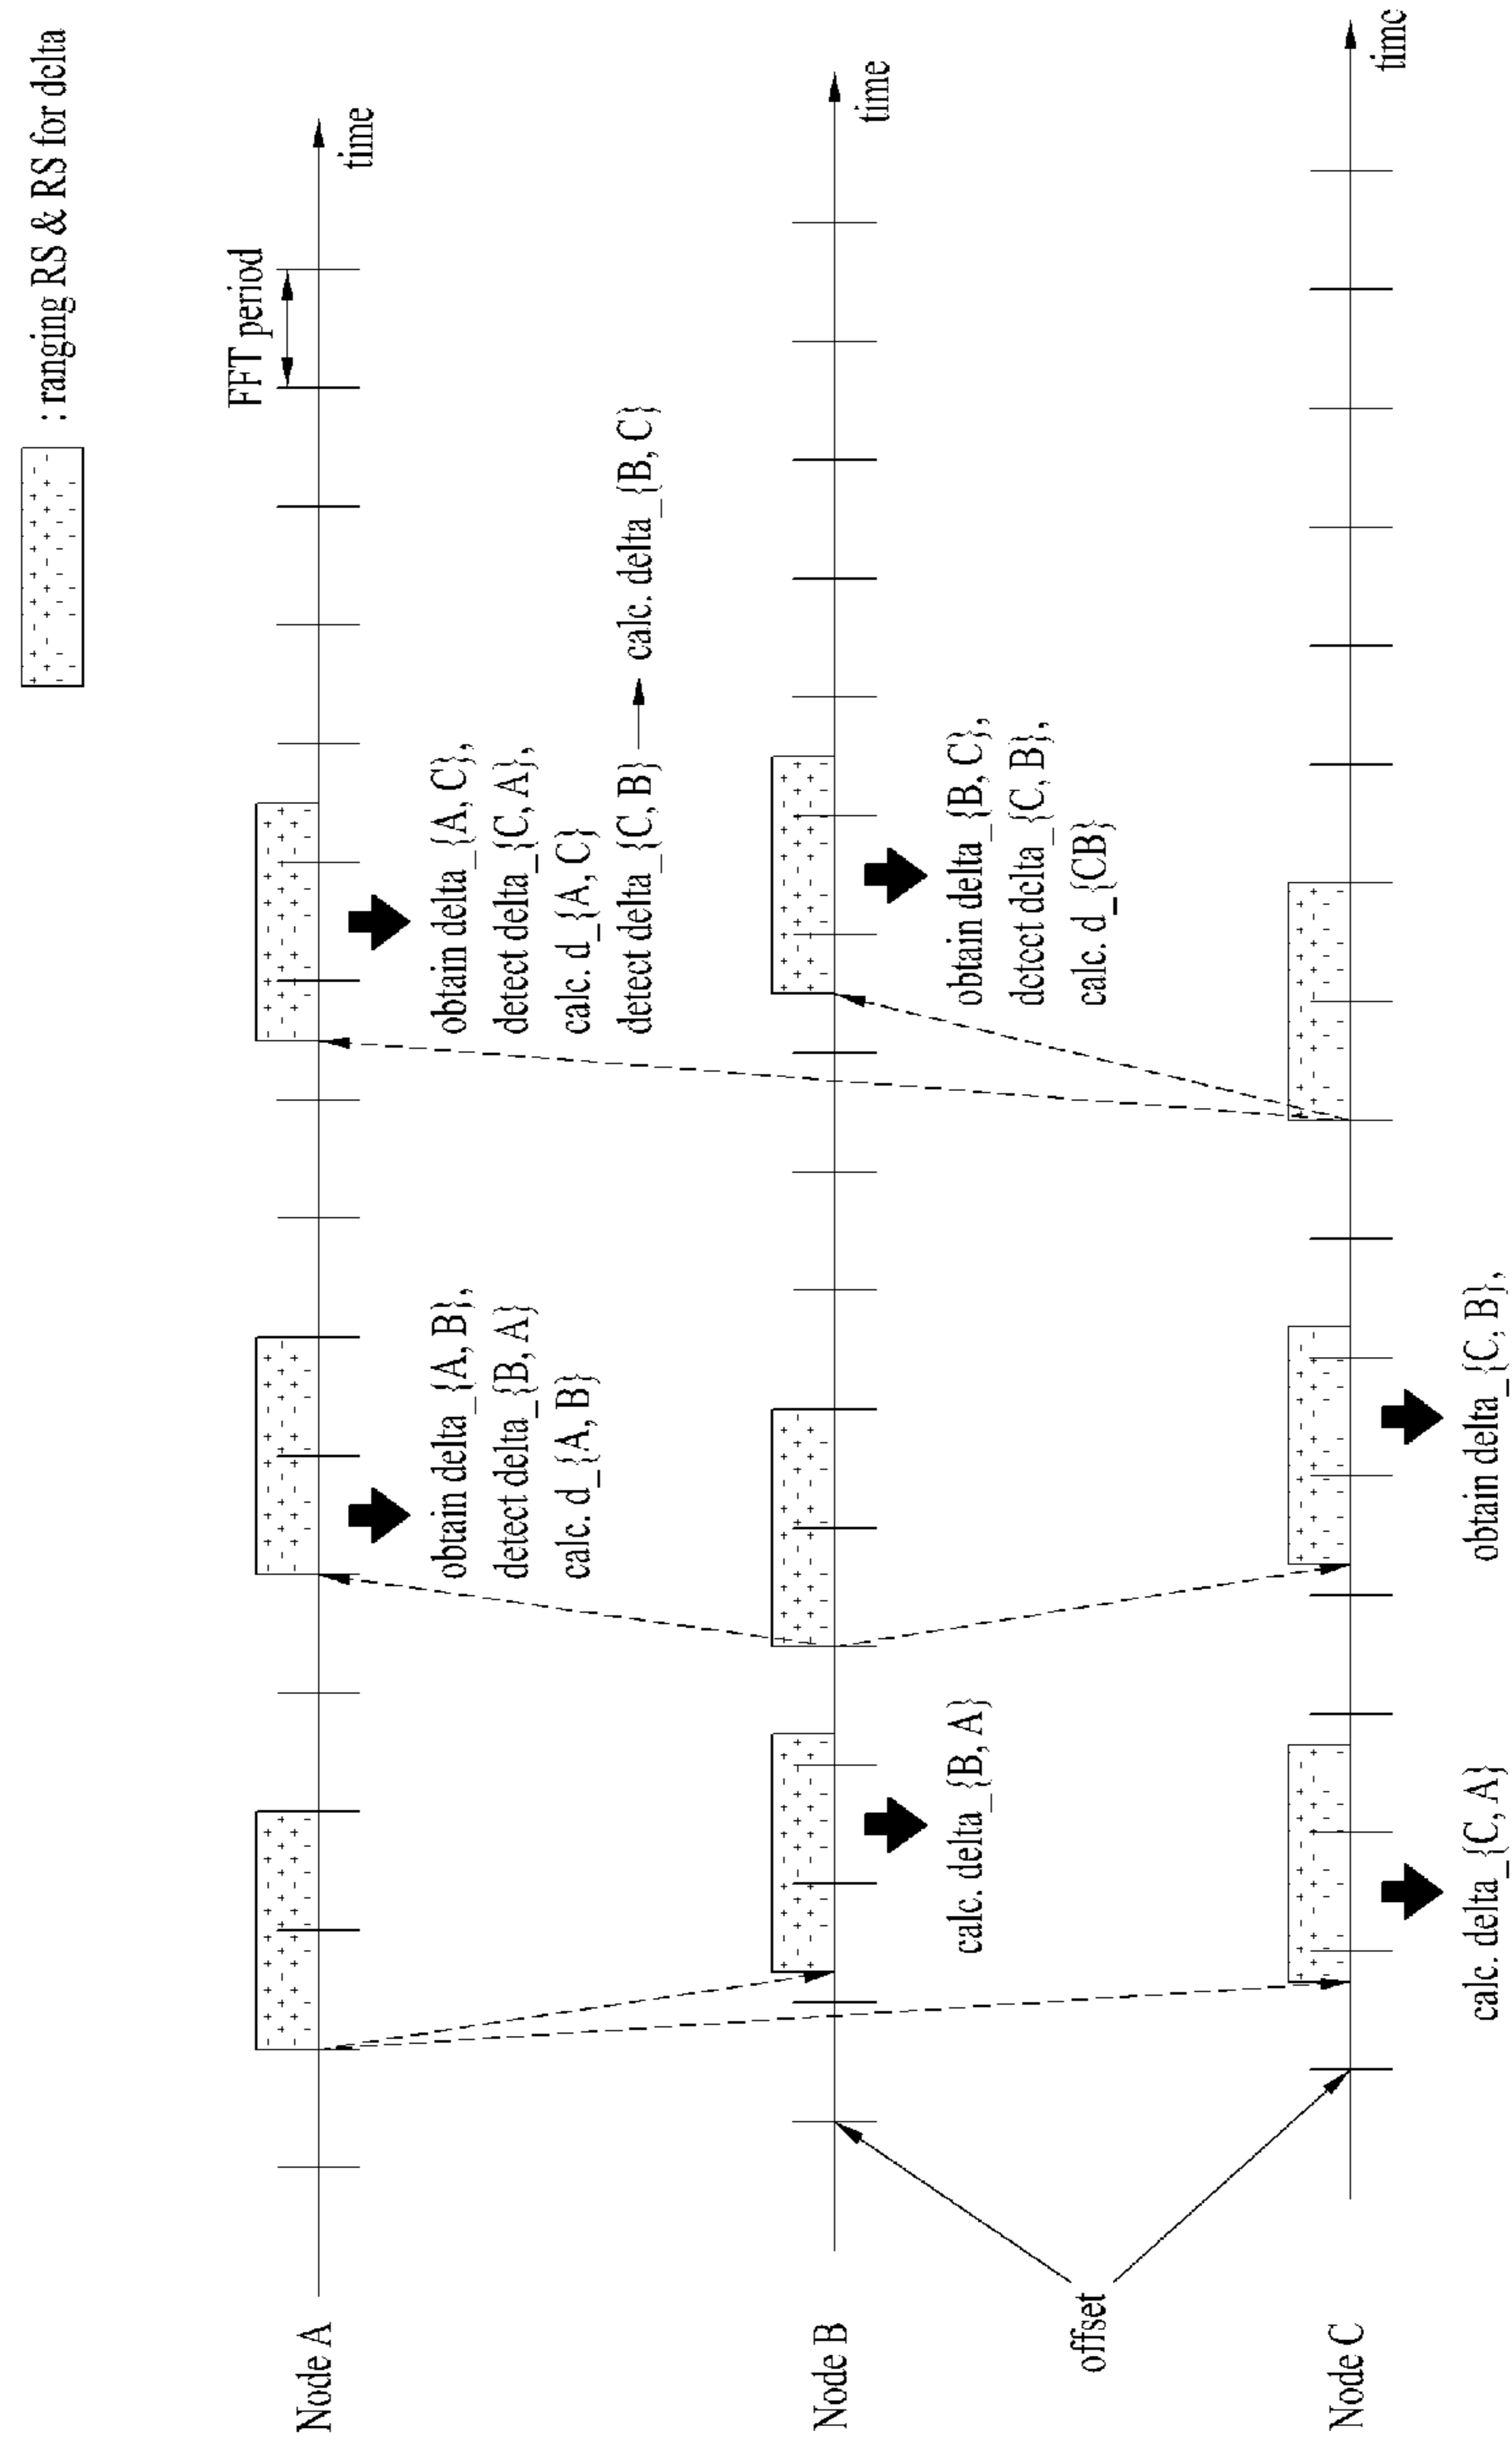 : ranging RS & RS for delta
FFT period
Node A
time
obtain delta_{A, B},
detect delta_{B, A}
calc. d_{A, B}
obtain delta_{A, C},
detect delta_{C, A},
calc. d_{A, C}
detect delta_{C, B} calc. delta_{B, C}
Node B
time
calc. delta_{B, A}
obtain delta_{B, C},
detect delta_{C, B},
calc. d_{CB}
offset
Node C
time
calc. delta_{C, A}
obtain delta_{C, B},